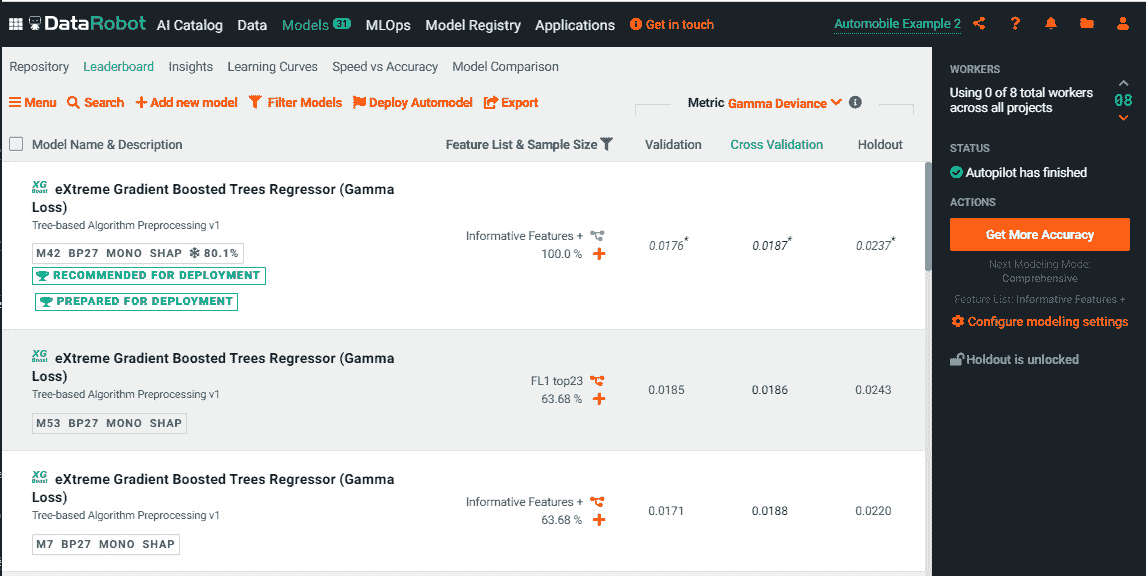 DataRobot AI Catalog Data Models 31 MLOps Model Registry Applications Get in touch Automobile Example 2
Repository Leaderboard Insights Learning Curves Speed vs Accuracy Model Comparison
Menu Search Add new model Filter Models Deploy Automodel Export Metric Gamma Deviance
Model Name & Description Feature List & Sample Size Validation Cross Validation Holdout
XG Boost eXtreme Gradient Boosted Trees Regressor (Gamma
Loss)
Tree-based Algorithm Preprocessing v1
M42 BP27 MONO SHAP 80.1%
RECOMMENDED FOR DEPLOYMENT
PREPARED FOR DEPLOYMENT
Informative Features +
100.0 %
0.0176* 0.0187* 0.0237*
XG Boost eXtreme Gradient Boosted Trees Regressor (Gamma
Loss)
Tree-based Algorithm Preprocessing v1
M53 BP27 MONO SHAP
FL1 top23
63.68 %
0.0185 0.0186 0.0243
XG Boost eXtreme Gradient Boosted Trees Regressor (Gamma
Loss)
Tree-based Algorithm Preprocessing v1
M7 BP27 MONO SHAP
Informative Features +
63.68 %
0.0171 0.0188 0.0220
WORKERS
Using 0 of 8 total workers
across all projects
08
STATUS
Autopilot has finished
ACTIONS
Get More Accuracy
Next Modeling Mode:
Comprehensive
Feature List: Informative Features +
Configure modeling settings
Holdout is unlocked